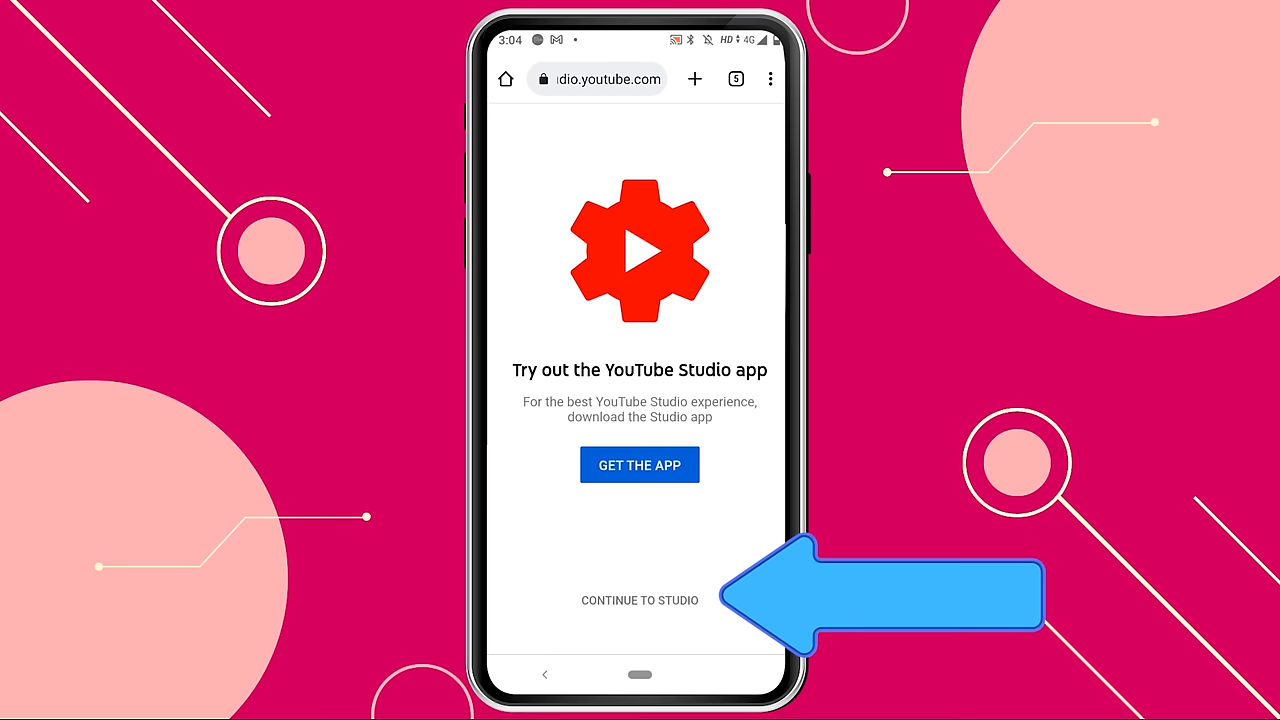 3:04 HD 4G
dio.youtube.com 5
Try out the YouTube Studio app
For the best YouTube Studio experience,
download the Studio app
GET THE APP
CONTINUE TO STUDIO